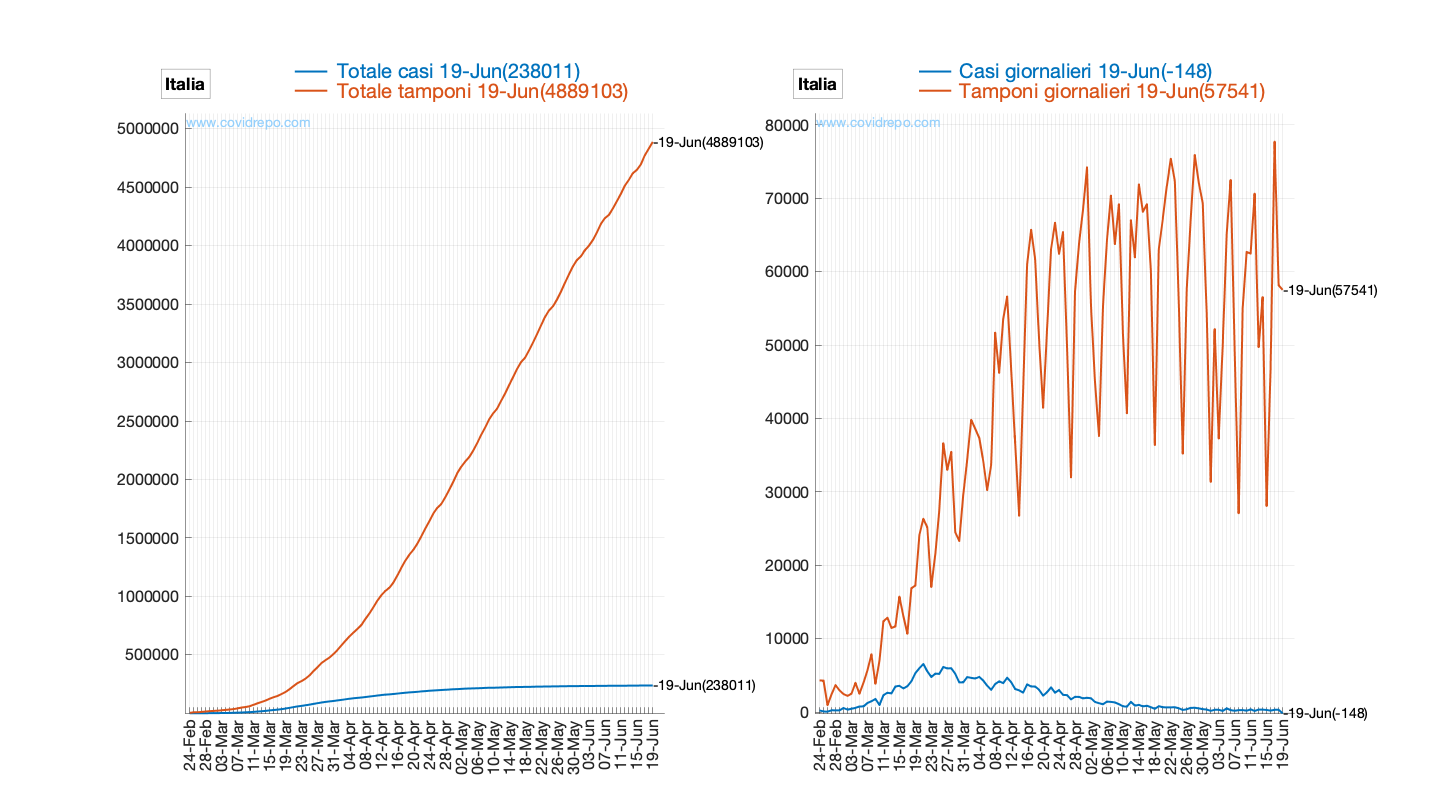 Italia
Totale casi 19-Jun(238011)
Totale tamponi 19-Jun(4889103)
www.covidrepo.com
5000000
4500000
4000000
3500000
3000000
2500000
2000000
1500000
1000000
500000
19-Jun(4889103)
19-Jun(238011)
24-Feb
28-Feb
03-Mar
07-Mar
11-Mar
15-Mar
19-Mar
23-Mar
27-Mar
31-Mar
04-Apr
08-Apr
12-Apr
16-Apr
20-Apr
24-Apr
28-Apr
02-May
06-May
10-May
14-May
18-May
22-May
26-May
30-May
03-Jun
07-Jun
11-Jun
15-Jun
19-Jun
Italia
Casi giornalieri 19-Jun(-148)
Tamponi giornalieri 19-Jun(57541)
www.covidrepo.com
80000
70000
60000
50000
40000
30000
20000
10000
0
19-Jun(57541)
19-Jun(-148)
24-Feb
28-Feb
03-Mar
07-Mar
11-Mar
15-Mar
19-Mar
23-Mar
27-Mar
31-Mar
04-Apr
08-Apr
12-Apr
16-Apr
20-Apr
24-Apr
28-Apr
02-May
06-May
10-May
14-May
18-May
22-May
26-May
30-May
03-Jun
07-Jun
11-Jun
15-Jun
19-Jun